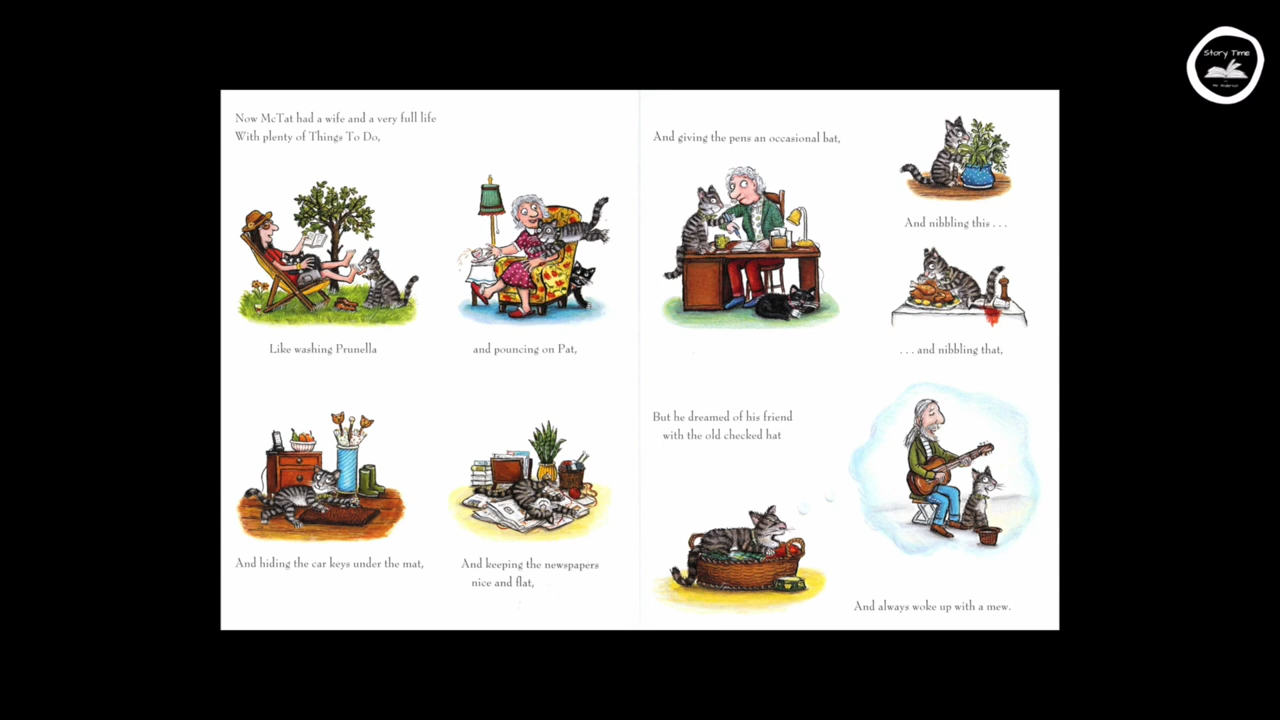 Now McTat had a wife and a very full life
With plenty of Things To Do,
Like washing Prunella
and pouncing on Pat,
And hiding the car keys under the mat,
And keeping the newspapers
nice and flat,
And giving the pens an occasional bat,
And nibbling this . . .
. . . and nibbling that,
But he dreamed of his friend
with the old checked hat
And always woke up with a mew.
Story Time